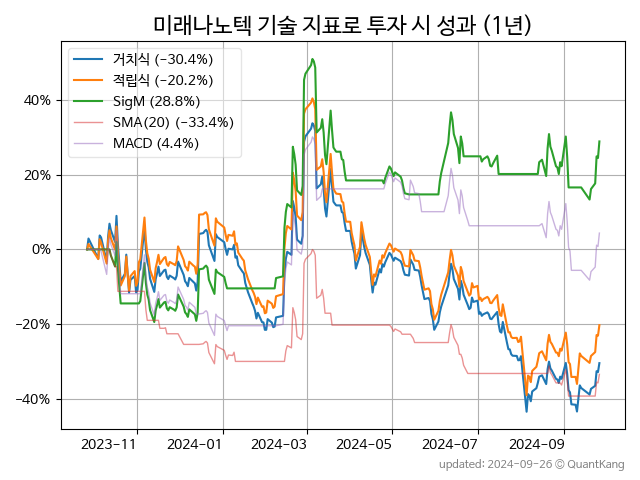 미래나노텍 기술 지표로 투자 시 성과 (1년)
거치식 (-30.4%)
적립식 (-20.2%)
SigM (28.8%)
SMA(20) (-33.4%)
MACD (4.4%)
40%
20%
0%
-20%
-40%
2023-11
2024-01
2024-03
2024-05
2024-07
2024-09
updated: 2024-09-26 © QuantKang